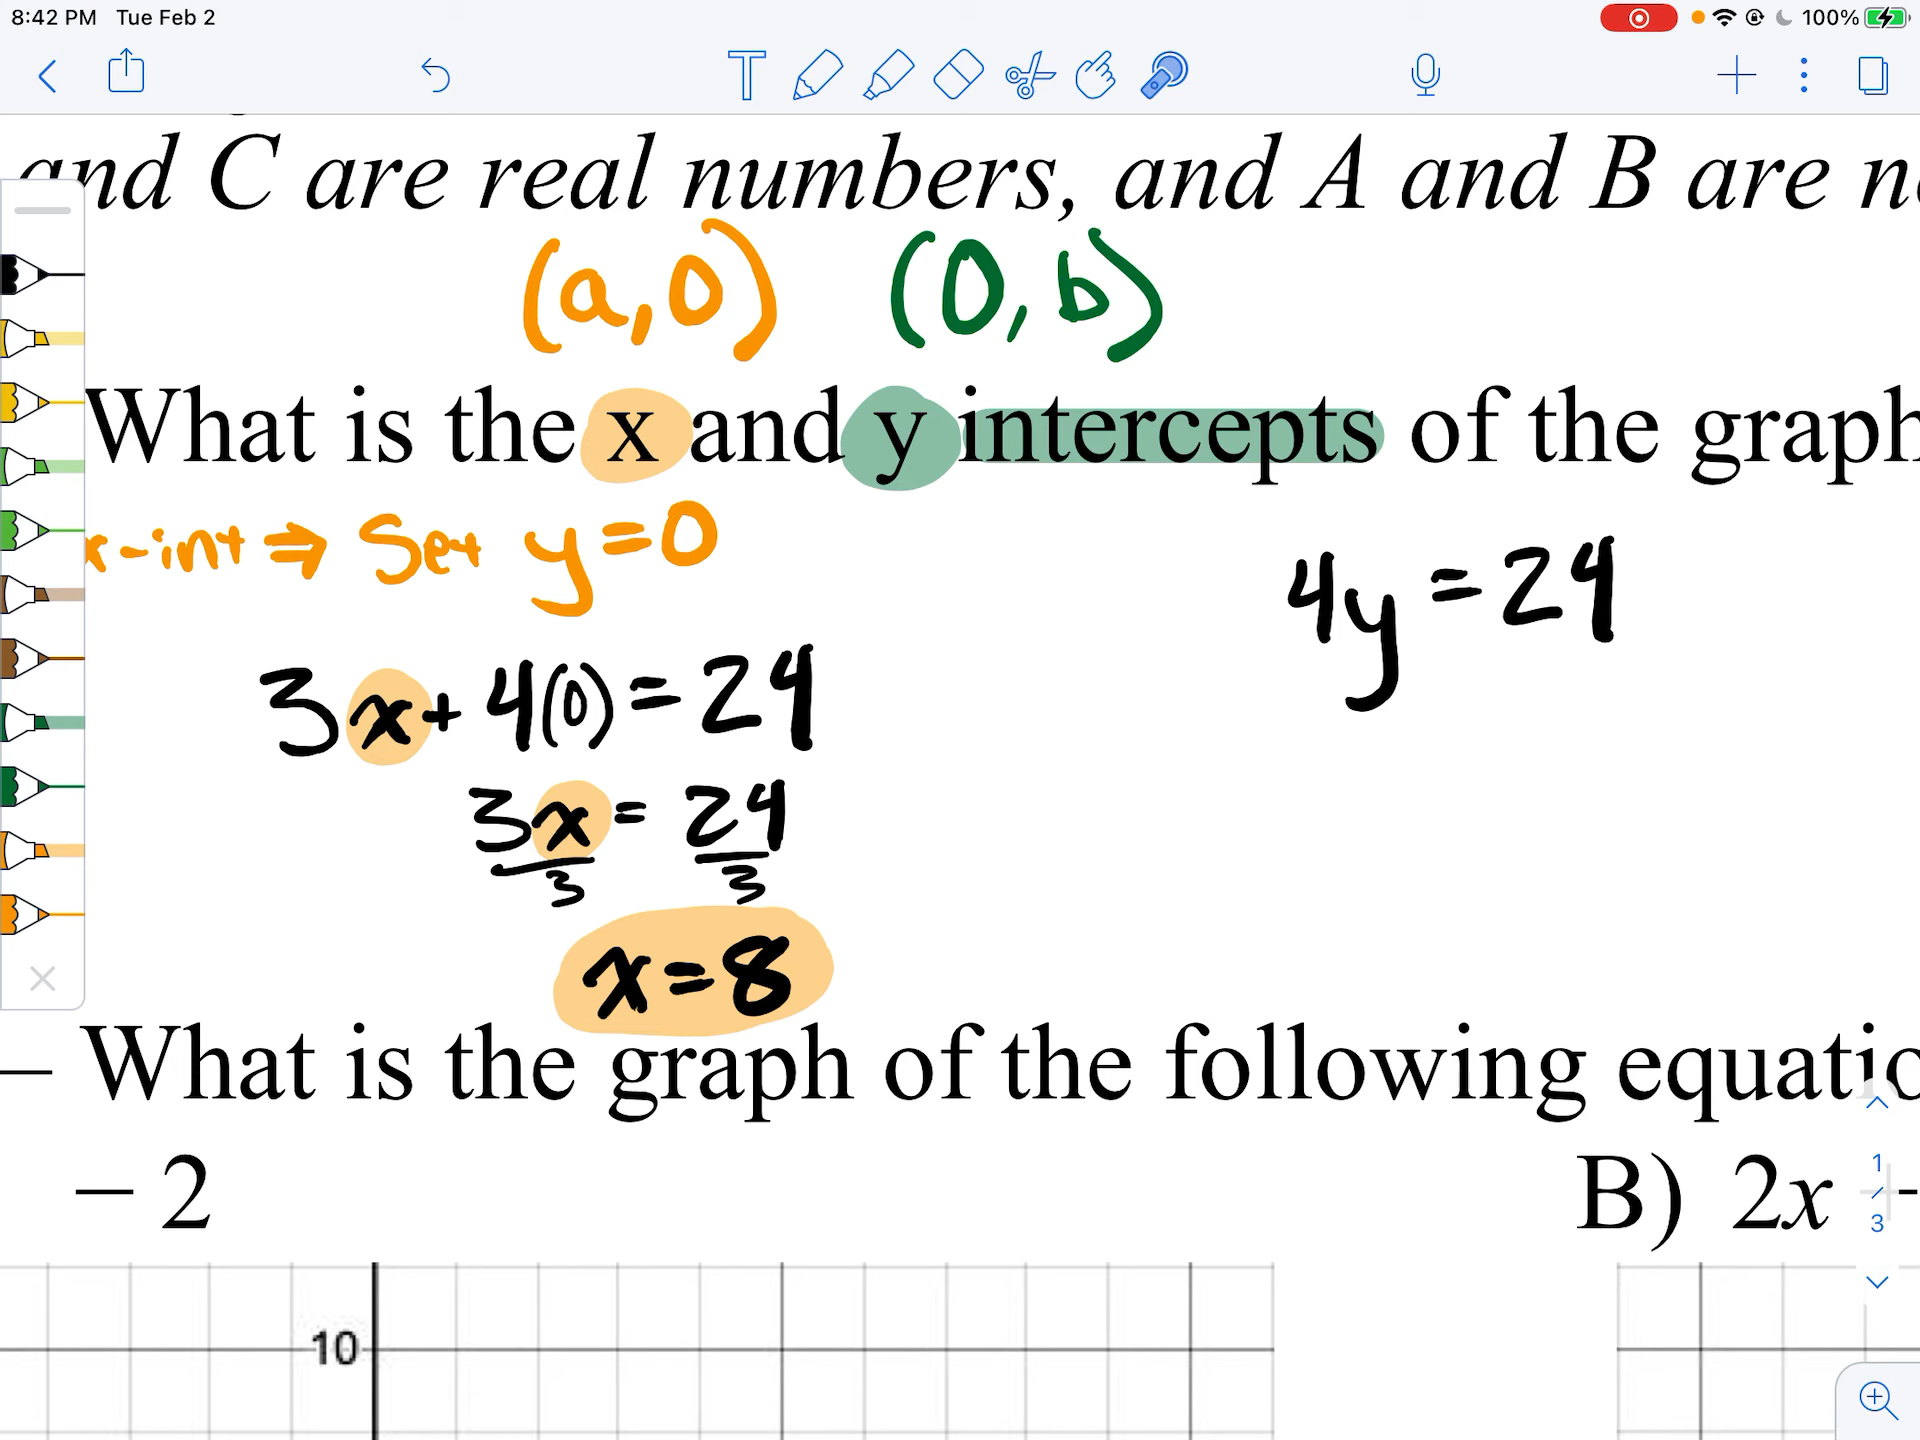 8:42 PM Tue Feb 2 100%
and C are real numbers, and A and B are
(a,0) (0,b)
What is the x and y intercepts of the graph
x-int ⇒ Set y=0
4y = 24
3x + 4(0) = 24
3x = 24
3 3
x=8
– What is the graph of the following
– 2 B) 2x
1/3
10